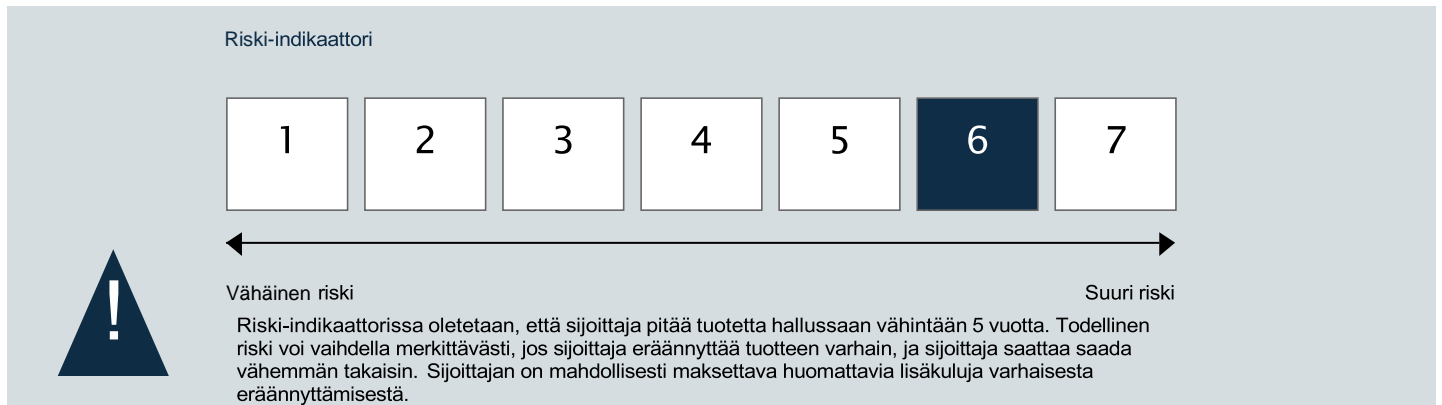 Riski-indikaattori
1 2 3 4 5 6 7
Vähäinen riski Suuri riski
!
Riski-indikaattorissa oletetaan, että sijoittaja pitää tuotetta hallussaan vähintään 5 vuotta. Todellinen
riski voi vaihdella merkittävästi, jos sijoittaja eräännyttää tuotteen varhain, ja sijoittaja saattaa saada
vähemmän takaisin. Sijoittajan on mahdollisesti maksettava huomattavia lisäkuluja varhaisesta
eräännyttämisestä.